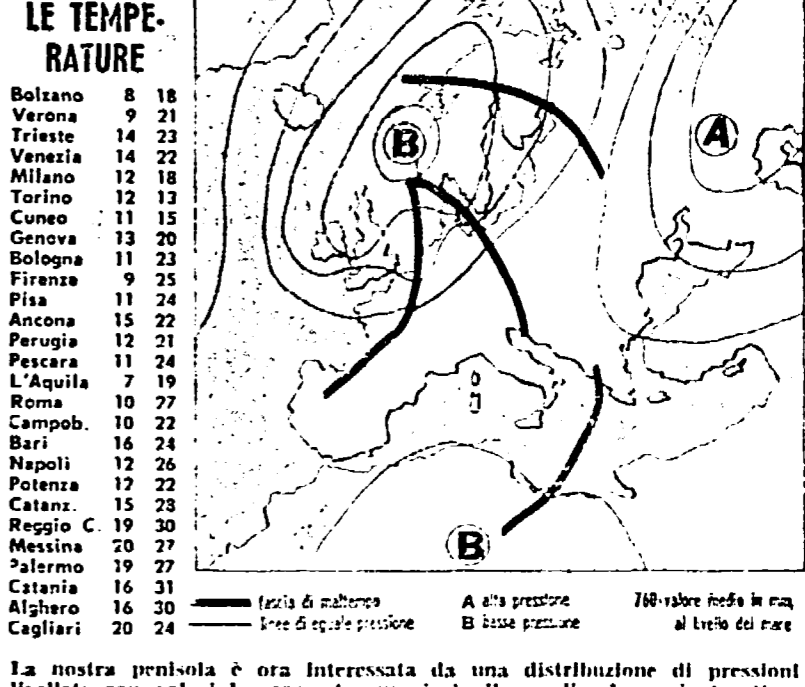 LE TEMPE-
RATURE
Bolzano 8 18
Verona 9 21
Trieste 14 23
Venezia 14 22
Milano 12 18
Torino 12 13
Cuneo 11 15
Genova 13 20
Bologna 11 23
Firenze 9 25
Pisa 11 24
Ancona 15 22
Perugia 12 21
Pescara 11 24
L'Aquila 7 19
Roma 10 27
Campob. 10 22
Bari 16 24
Napoli 12 26
Potenza 12 22
Catanz. 15 23
Reggio C. 19 30
Messina 20 27
Palermo 19 27
Catania 16 31
Alghero 16 30
Cagliari 20 24
B
A
B
fascia di maltempo
linee di eguale pressione
A alta pressione
B bassa pressione
760-valore medio in mm.
al livello del mare
La nostra penisola è ora interessata da una distribuzione di pressioni